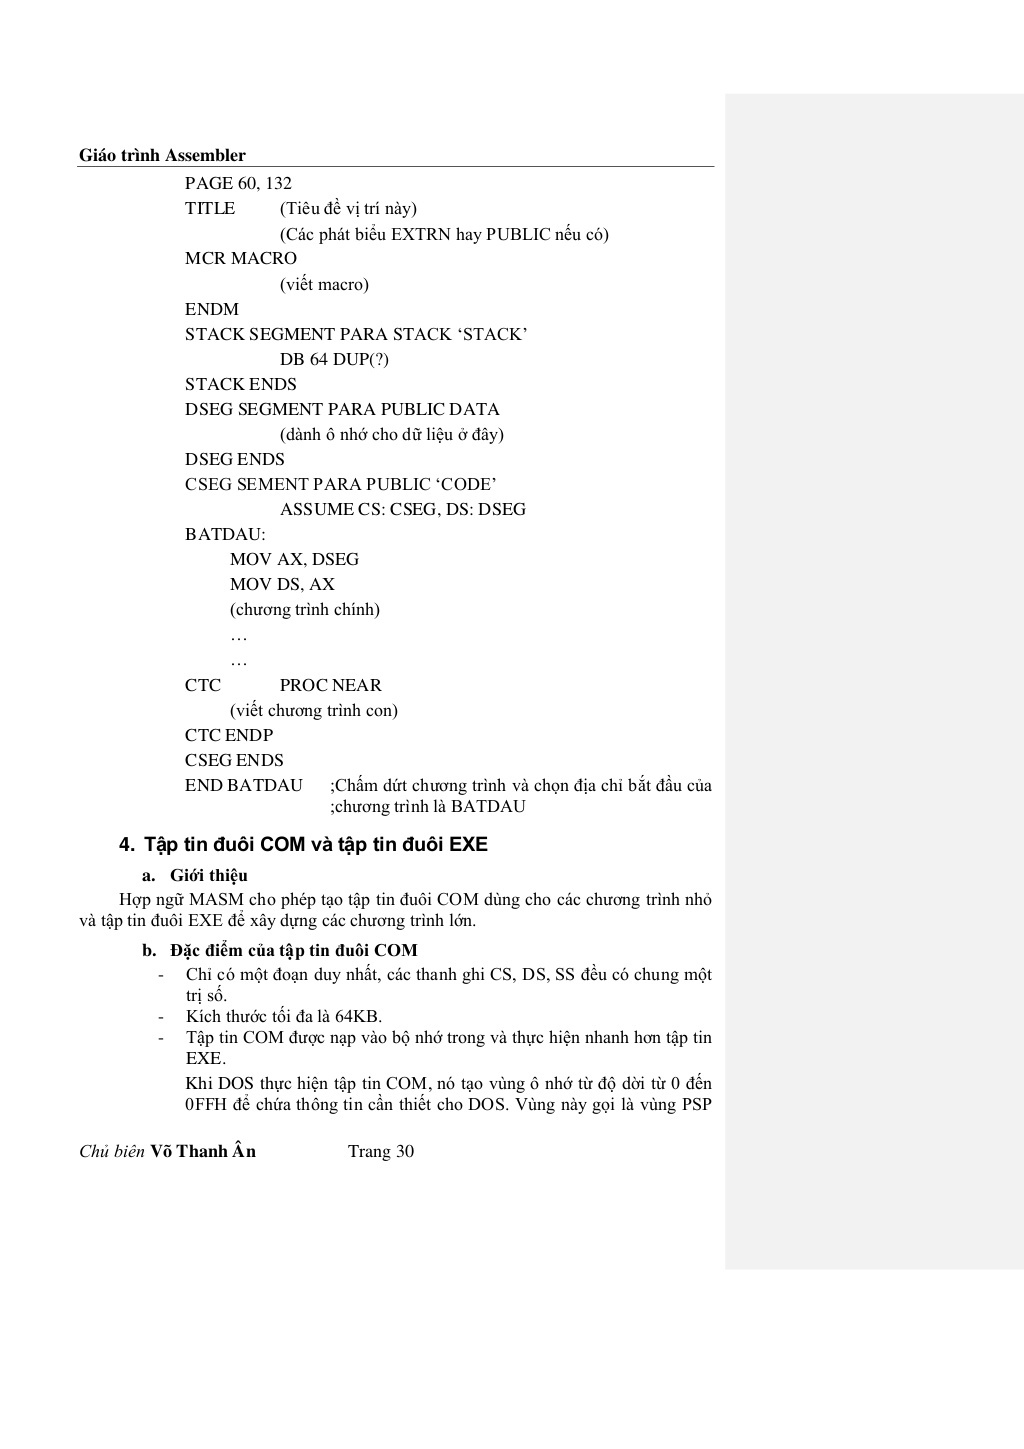 Giáo trình Assembler
PAGE 60, 132
TITLE (Tiêu đề vị trí này)
(Các phát biểu EXTRN hay PUBLIC nếu có)
MCR MACRO
(viết macro)
ENDM
STACK SEGMENT PARA STACK ‘STACK’
DB 64 DUP(?)
STACK ENDS
DSEG SEGMENT PARA PUBLIC DATA
(dành ô nhớ cho dữ liệu ở đây)
DSEG ENDS
CSEG SEMENT PARA PUBLIC ‘CODE’
ASSUME CS: CSEG, DS: DSEG
BATDAU:
MOV AX, DSEG
MOV DS, AX
(chương trình chính)
…
…
CTC PROC NEAR
(viết chương trình con)
CTC ENDP
CSEG ENDS
END BATDAU ;Chấm dứt chương trình và chọn địa chỉ bắt đầu của
;chương trình là BATDAU
4. Tập tin đuôi COM và tập tin đuôi EXE
a. Giới thiệu
Hợp ngữ MASM cho phép tạo tập tin đuôi COM dùng cho các chương trình nhỏ
và tập tin đuôi EXE để xây dựng các chương trình lớn.
b. Đặc điểm của tập tin đuôi COM
- Chỉ có một đoạn duy nhất, các thanh ghi CS, DS, SS đều có chung một
trị số.
- Kích thước tối đa là 64KB.
- Tập tin COM được nạp vào bộ nhớ trong và thực hiện nhanh hơn tập tin
EXE.
Khi DOS thực hiện tập tin COM, nó tạo vùng ô nhớ từ độ dời từ 0 đến
0FFH để chứa thông tin cần thiết cho DOS. Vùng này gọi là vùng PSP
Chủ biên Võ Thanh Ân Trang 30